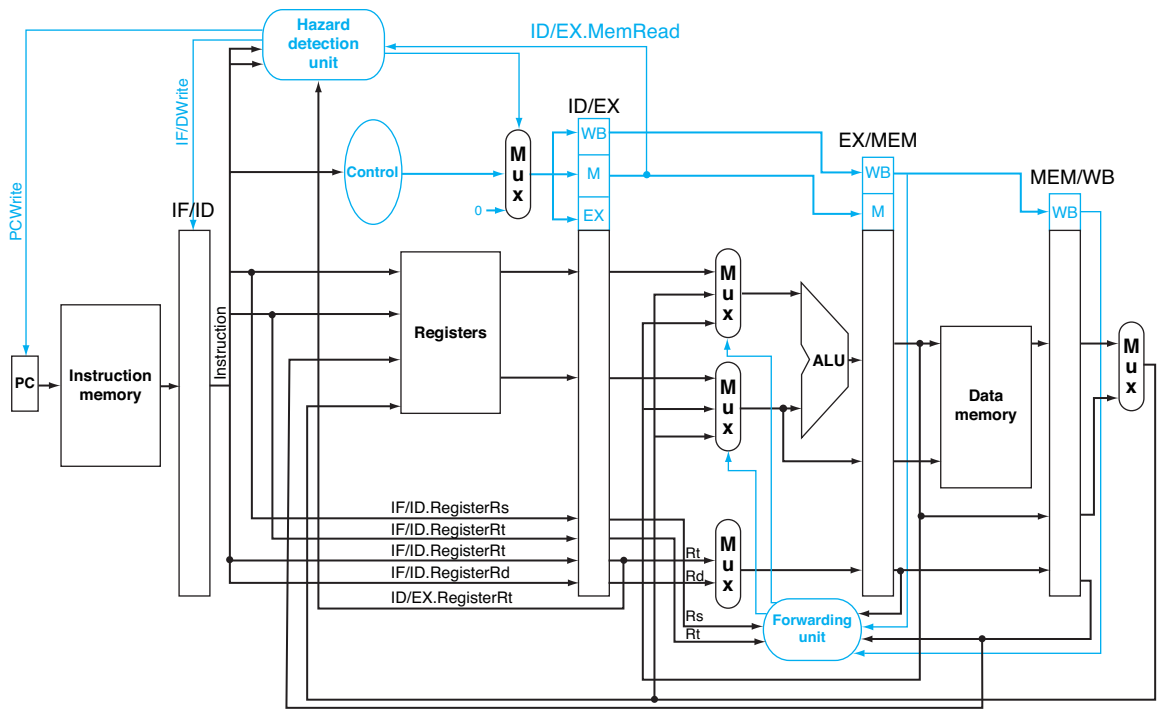 Hazard
detection
unit
ID/EX.MemRead
ID/EX
IF/DWrite
PCWrite
Control
M
u
x
0
WB
M
EX
EX/MEM
WB
M
MEM/WB
WB
IF/ID
PC
Instruction
memory
Instruction
Registers
M
u
x
M
u
x
ALU
Data
memory
M
u
x
IF/ID.RegisterRs
IF/ID.RegisterRt
IF/ID.RegisterRt
IF/ID.RegisterRd
ID/EX.RegisterRt
Rt
Rd
M
u
x
Rs
Rt
Forwarding
unit